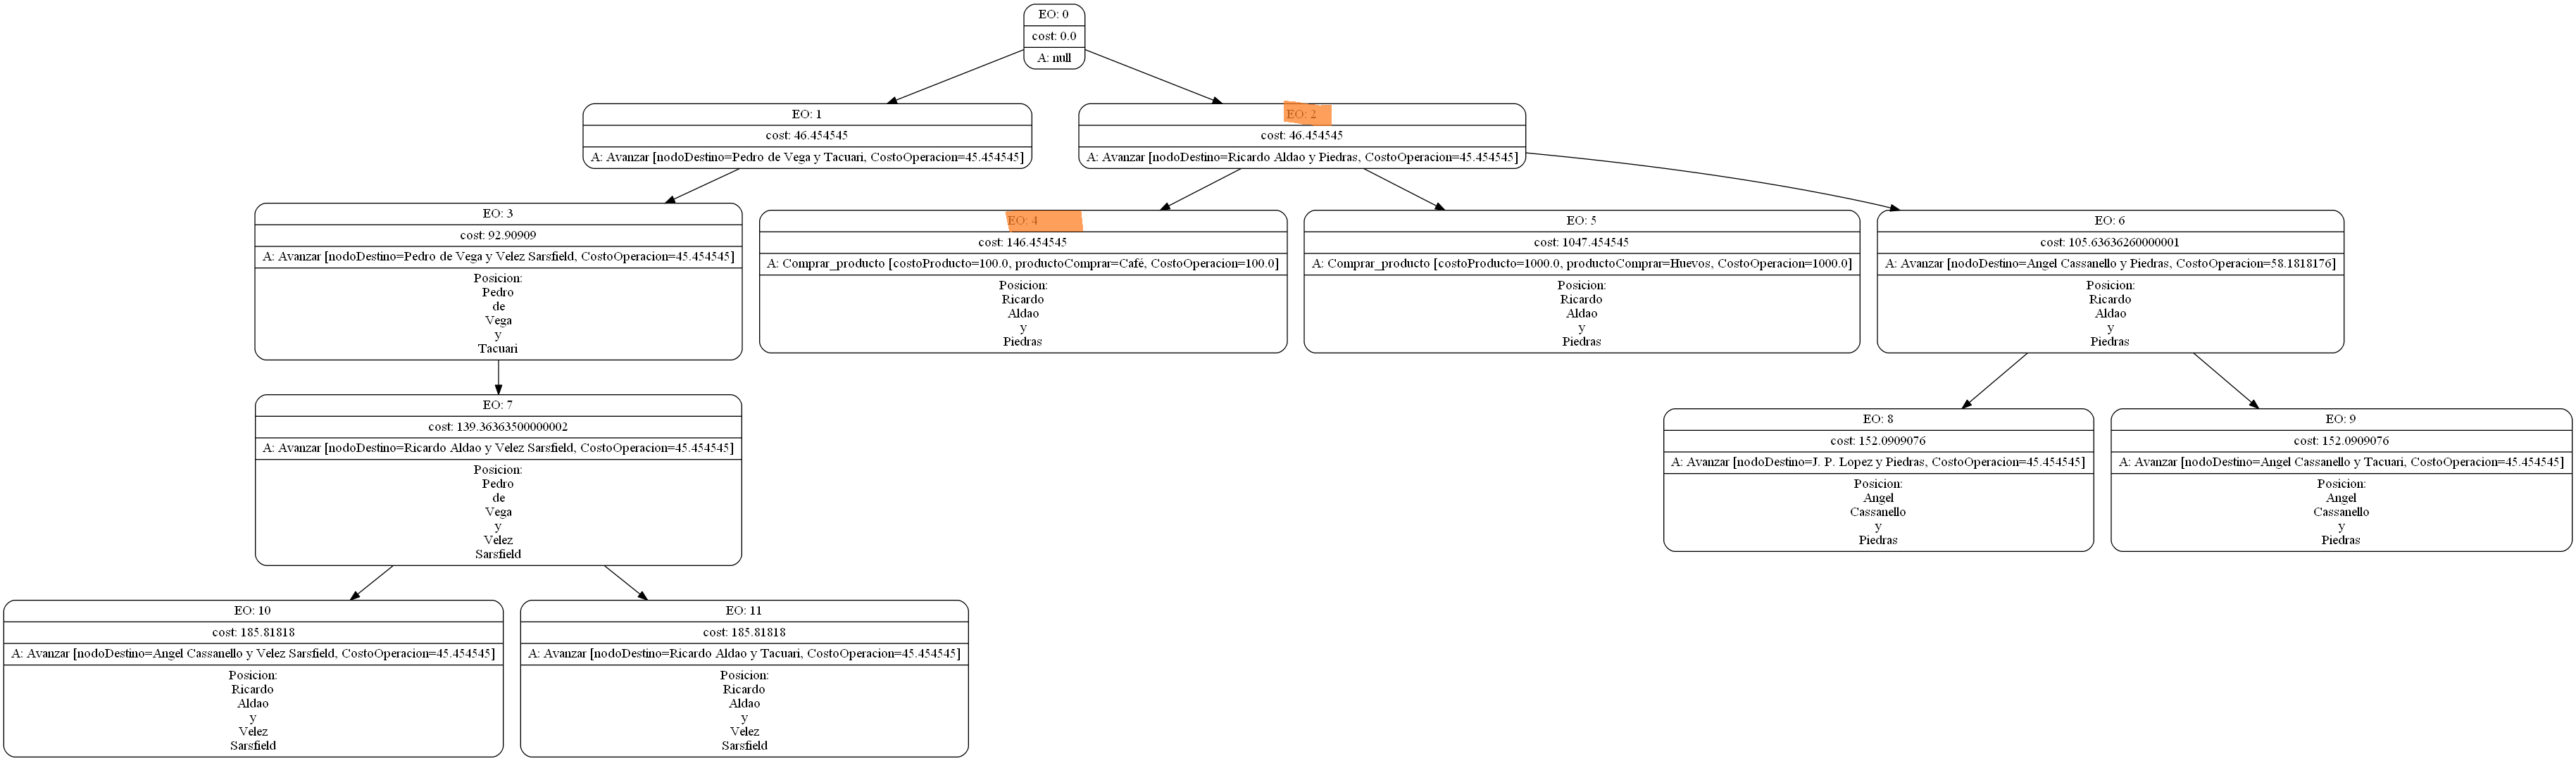 EO: 0
cost: 0.0
A: null
EO: 1
cost: 46.454545
A: Avanzar [nodoDestino=Pedro de Vega y Tacuari, CostoOperacion=45.454545]
EO: 2
cost: 46.454545
A: Avanzar [nodoDestino=Ricardo Aldao y Piedras, CostoOperacion=45.454545]
EO: 3
cost: 92.90909
A: Avanzar [nodoDestino=Pedro de Vega y Velez Sarsfield, CostoOperacion=45.454545]
Posicion:
Pedro
de
Vega
y
Tacuari
EO: 4
cost: 146.454545
A: Comprar_producto [costoProducto=100.0, productoComprar=Café, CostoOperacion=100.0]
Posicion:
Ricardo
Aldao
y
Piedras
EO: 5
cost: 1047.454545
A: Comprar_producto [costoProducto=1000.0, productoComprar=Huevos, CostoOperacion=1000.0]
Posicion:
Ricardo
Aldao
y
Piedras
EO: 6
cost: 105.63636260000001
A: Avanzar [nodoDestino=Angel Cassanello y Piedras, CostoOperacion=58.1818176]
Posicion:
Ricardo
Aldao
y
Piedras
EO: 7
cost: 139.36363500000002
A: Avanzar [nodoDestino=Ricardo Aldao y Velez Sarsfield, CostoOperacion=45.454545]
Posicion:
Pedro
de
Vega
y
Velez
Sarsfield
EO: 8
cost: 152.0909076
A: Avanzar [nodoDestino=J. P. Lopez y Piedras, CostoOperacion=45.454545]
Posicion:
Angel
Cassanello
y
Piedras
EO: 9
cost: 152.0909076
A: Avanzar [nodoDestino=Angel Cassanello y Tacuari, CostoOperacion=45.454545]
Posicion:
Angel
Cassanello
y
Piedras
EO: 10
cost: 185.81818
A: Avanzar [nodoDestino=Angel Cassanello y Velez Sarsfield, CostoOperacion=45.454545]
Posicion:
Ricardo
Aldao
y
Velez
Sarsfield
EO: 11
cost: 185.81818
A: Avanzar [nodoDestino=Ricardo Aldao y Tacuari, CostoOperacion=45.454545]
Posicion:
Ricardo
Aldao
y
Velez
Sarsfield